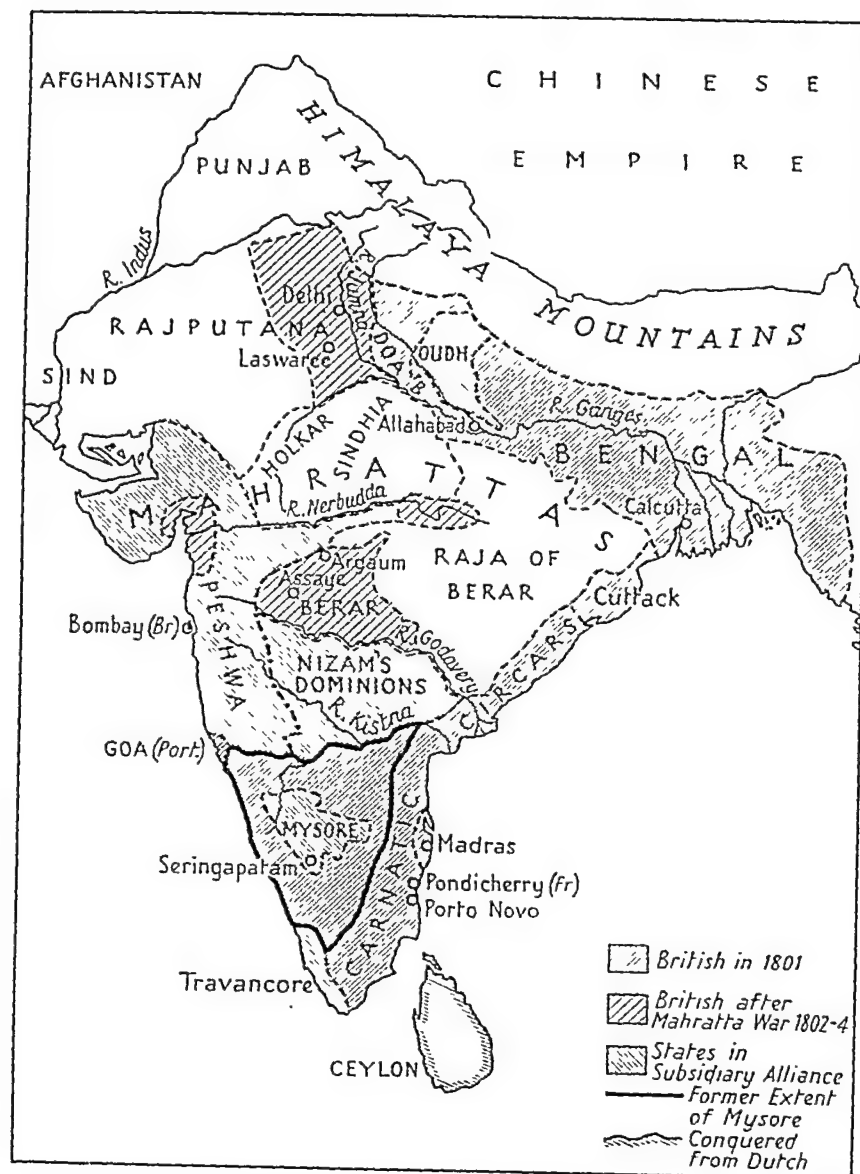 AFGHANISTAN
CHINESE
EMPIRE
HIMALAYA
MOUNTAINS
PUNJAB
R. Indus
R. Jumna
Delhi
RAJPUTANA
Laswaree
DOAB
OUDH
SIND
R. Ganges
Allahabad
HOLKAR
SINDHIA
BENGAL
MAHRATTAS
R. Nerbudda
Calcutta
Argaum
Assaye
BERAR
RAJA OF
BERAR
Cuttack
PESHWA
Bombay (Br)
R. Godavery
CIRCARS
NIZAM'S
DOMINIONS
R. Kistna
GOA (Port.)
MYSORE
CARNATIC
Madras
Seringapatam
Pondicherry (Fr)
Porto Novo
Travancore
CEYLON
British in 1801
British after
Mahratta War 1802-4
States in
Subsidiary Alliance
Former Extent
of Mysore
Conquered
from Dutch